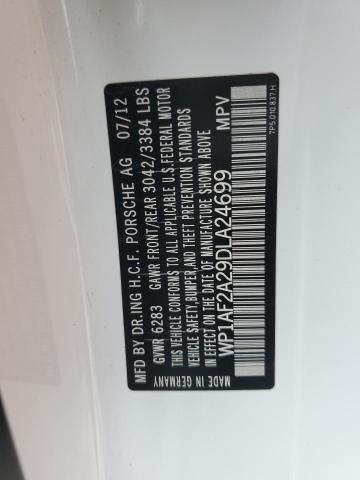 MFD BY DR.ING H.C.F. PORSCHE AG 07/12
GVWR 6283 GAWR FRONT/REAR 3042/3384 LBS
THIS VEHICLE CONFORMS TO ALL APPLICABLE U.S.FEDERAL MOTOR
VEHICLE SAFETY,BUMPER,AND THEFT PREVENTION STANDARDS
IN EFFECT ON THE DATE OF MANUFACTURE SHOWN ABOVE
WP1AF2A29DLA24699 MPV
MADE IN GERMANY
7P5.010.837.H